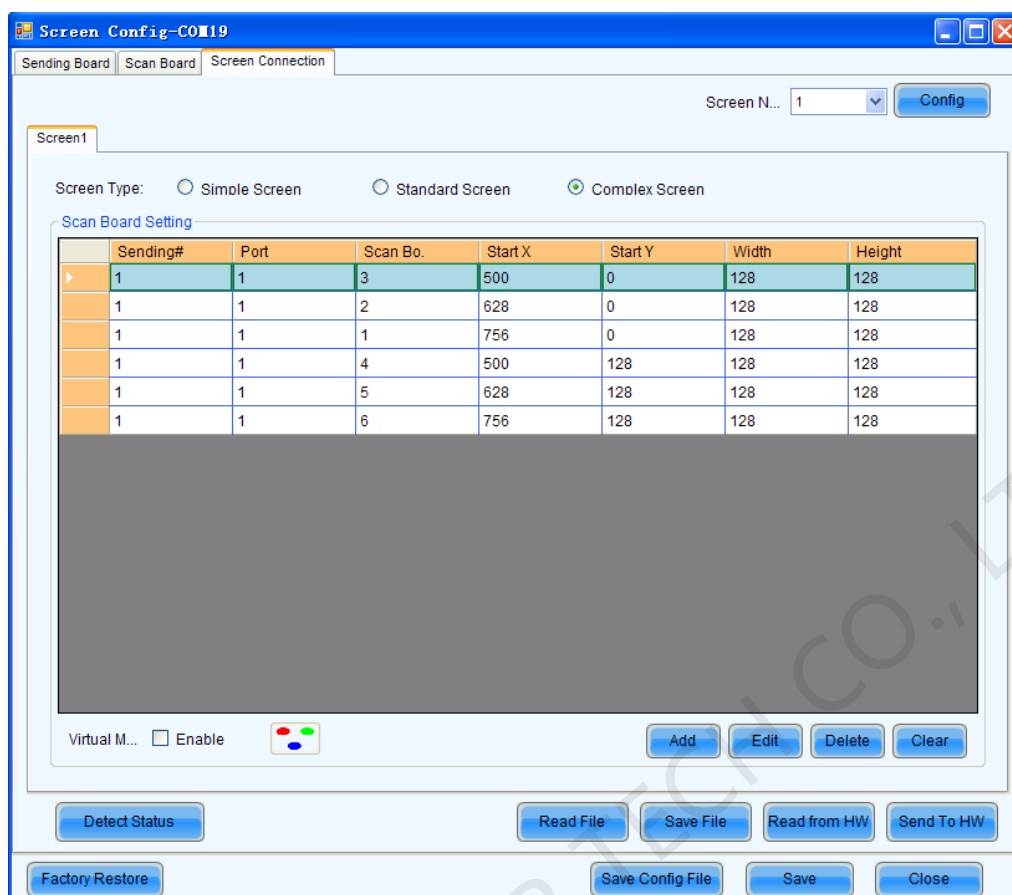 Screen Config-COM19
Sending Board Scan Board Screen Connection
Screen N... 1 Config
Screen1
Screen Type: Simple Screen Standard Screen Complex Screen
Scan Board Setting
Sending# Port Scan Bo. Start X Start Y Width Height
1 1 3 500 0 128 128
1 1 2 628 0 128 128
1 1 1 756 0 128 128
1 1 4 500 128 128 128
1 1 5 628 128 128 128
1 1 6 756 128 128 128
Virtual M... Enable Add Edit Delete Clear
Detect Status Read File Save File Read from HW Send To HW
Factory Restore Save Config File Save Close
TECH CO.,